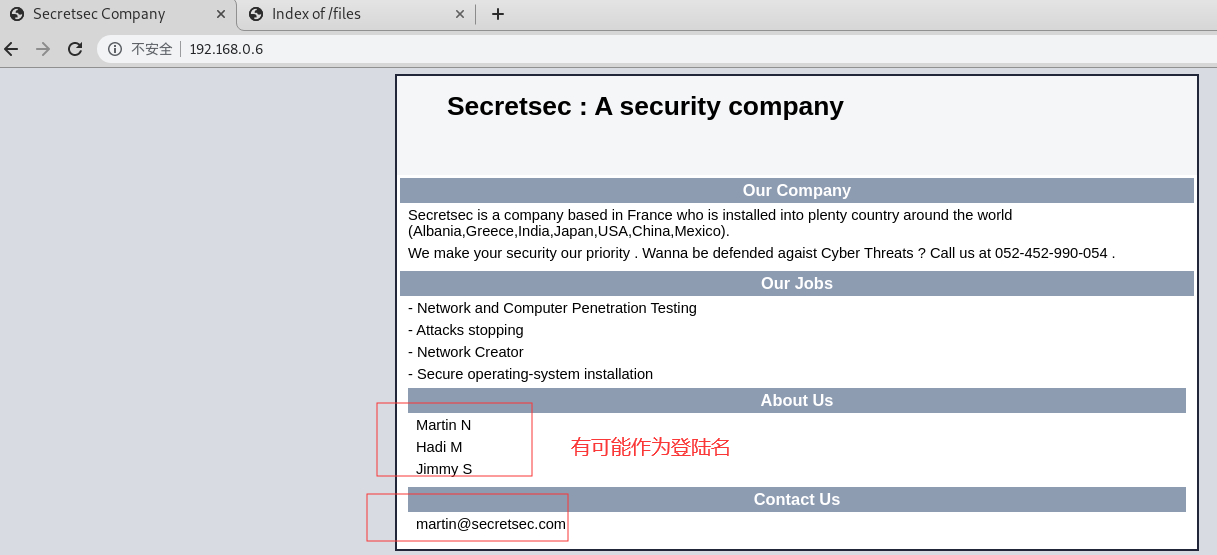 Secretsec Company
Index of /files
不安全 192.168.0.6
Secretsec : A security company
Our Company
Secretsec is a company based in France who is installed into plenty country around the world
(Albania,Greece,India,Japan,USA,China,Mexico).
We make your security our priority . Wanna be defended agaist Cyber Threats ? Call us at 052-452-990-054 .
Our Jobs
- Network and Computer Penetration Testing
- Attacks stopping
- Network Creator
- Secure operating-system installation
About Us
Martin N
Hadi M
有可能作为登陆名
Jimmy S
Contact Us
martin@secretsec.com